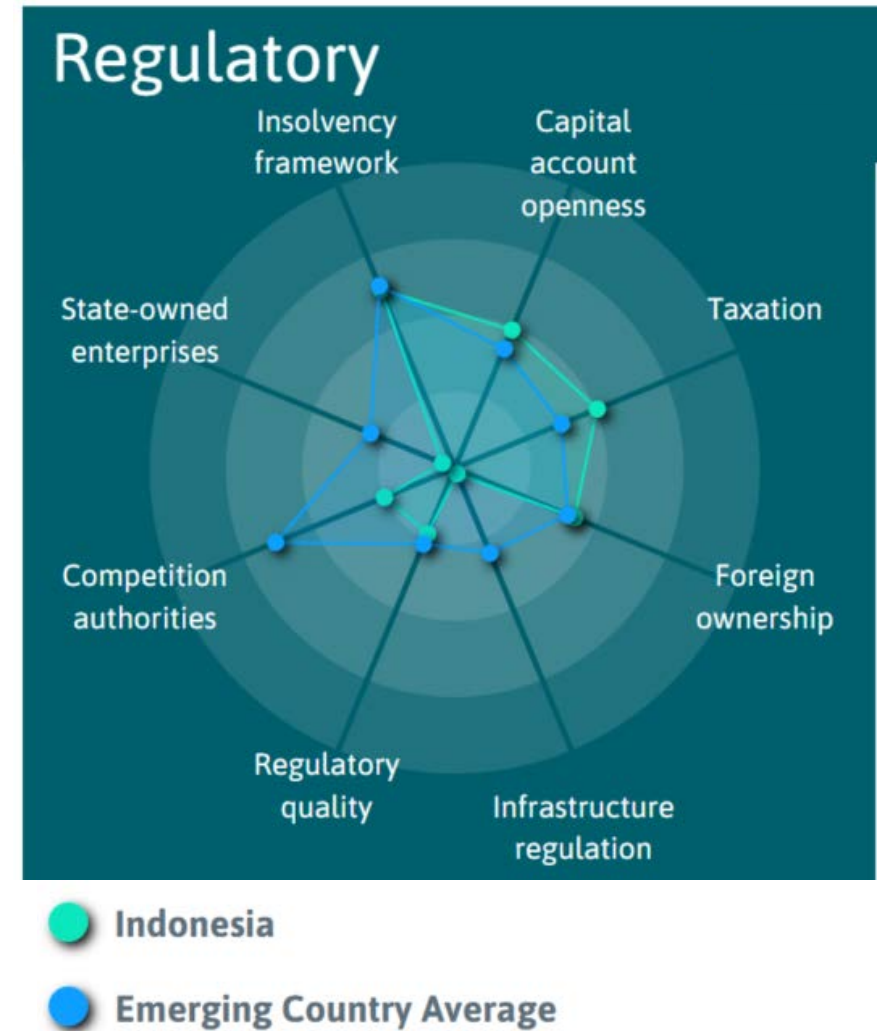 Regulatory
Insolvency
framework
Capital
account
openness
State-owned
enterprises
Taxation
Competition
authorities
Foreign
ownership
Regulatory
quality
Infrastructure
regulation
Indonesia
Emerging Country Average